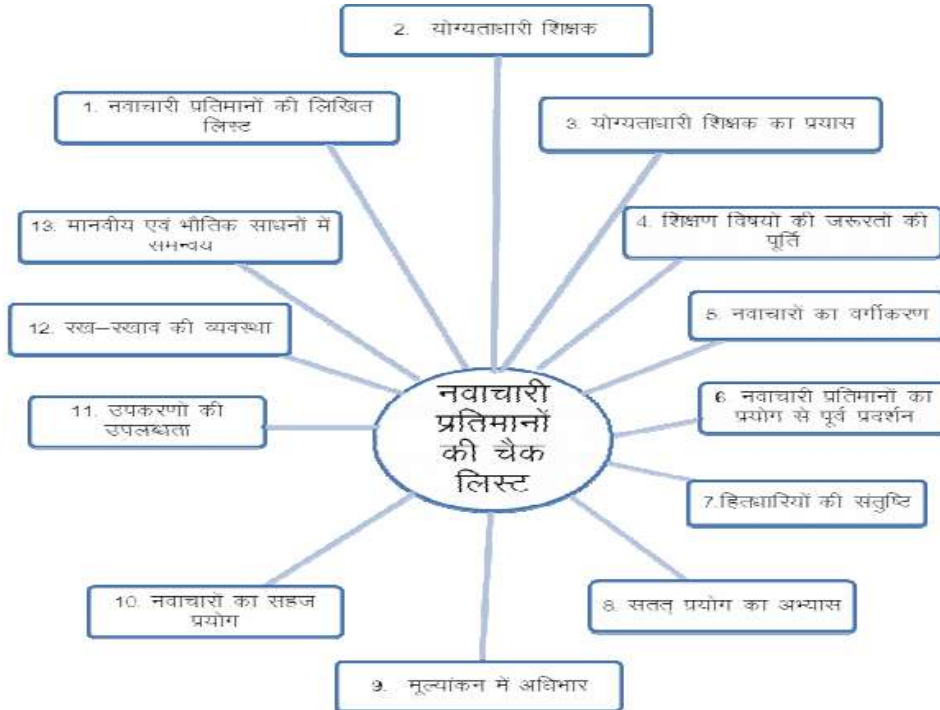 2. योग्यताधारी शिक्षक
1. नवाचारी प्रतिमानों की लिखित
लिस्ट
3. योग्यताधारी शिक्षक का प्रयास
13. मानवीय एवं भौतिक साधनों में
समन्वय
4. शिक्षण विषयों की जरूरतों की
पूर्ति
12. रख–रखाव की व्यवस्था
5. नवाचारों का वर्गीकरण
11. उपकरणों की
उपलब्धता
नवाचारी
प्रतिमानों
की चैक
लिस्ट
6. नवाचारी प्रतिमानों का
प्रयोग से पूर्व प्रदर्शन
7.हितधारियों की संतुष्टि
10. नवाचारों का सहज
प्रयोग
8. सतत् प्रयोग का अभ्यास
9. मूल्यांकन में अधिभार